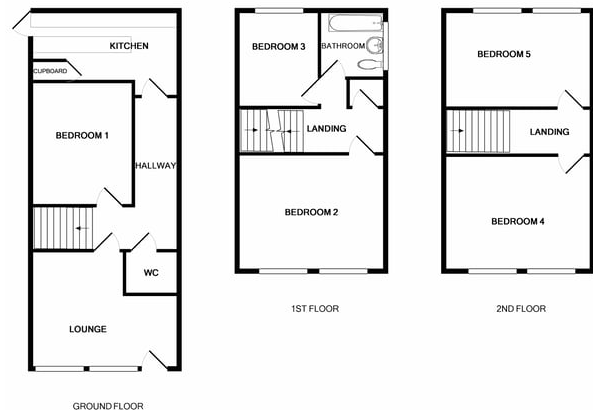 KITCHEN
CUPBOARD
BEDROOM 1
HALLWAY
WC
LOUNGE
GROUND FLOOR
BEDROOM 3
BATHROOM
LANDING
BEDROOM 2
1ST FLOOR
BEDROOM 5
LANDING
BEDROOM 4
2ND FLOOR